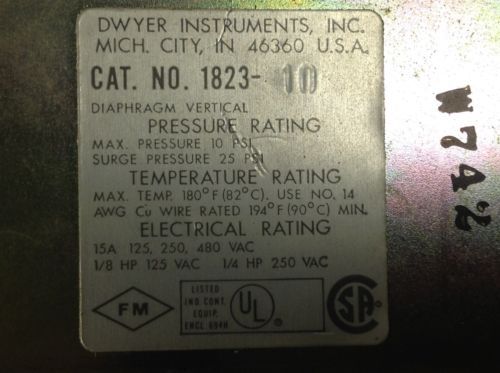 DWYER INSTRUMENTS, INC.
MICH. CITY, IN 46360 U.S.A.
CAT. NO. 1823- 10
DIAPHRAGM VERTICAL
PRESSURE RATING
MAX. PRESSURE 10 PSI
SURGE PRESSURE 25 PSI
TEMPERATURE RATING
MAX. TEMP. 180°F (82°C), USE NO. 14
AWG Cu WIRE RATED 194°F (90°C) MIN.
ELECTRICAL RATING
15A 125, 250, 480 VAC
1/8 HP 125 VAC 1/4 HP 250 VAC
FM
LISTED
IND. CONT.
EQUIP.
ENCL 694H
UL
SA
W742